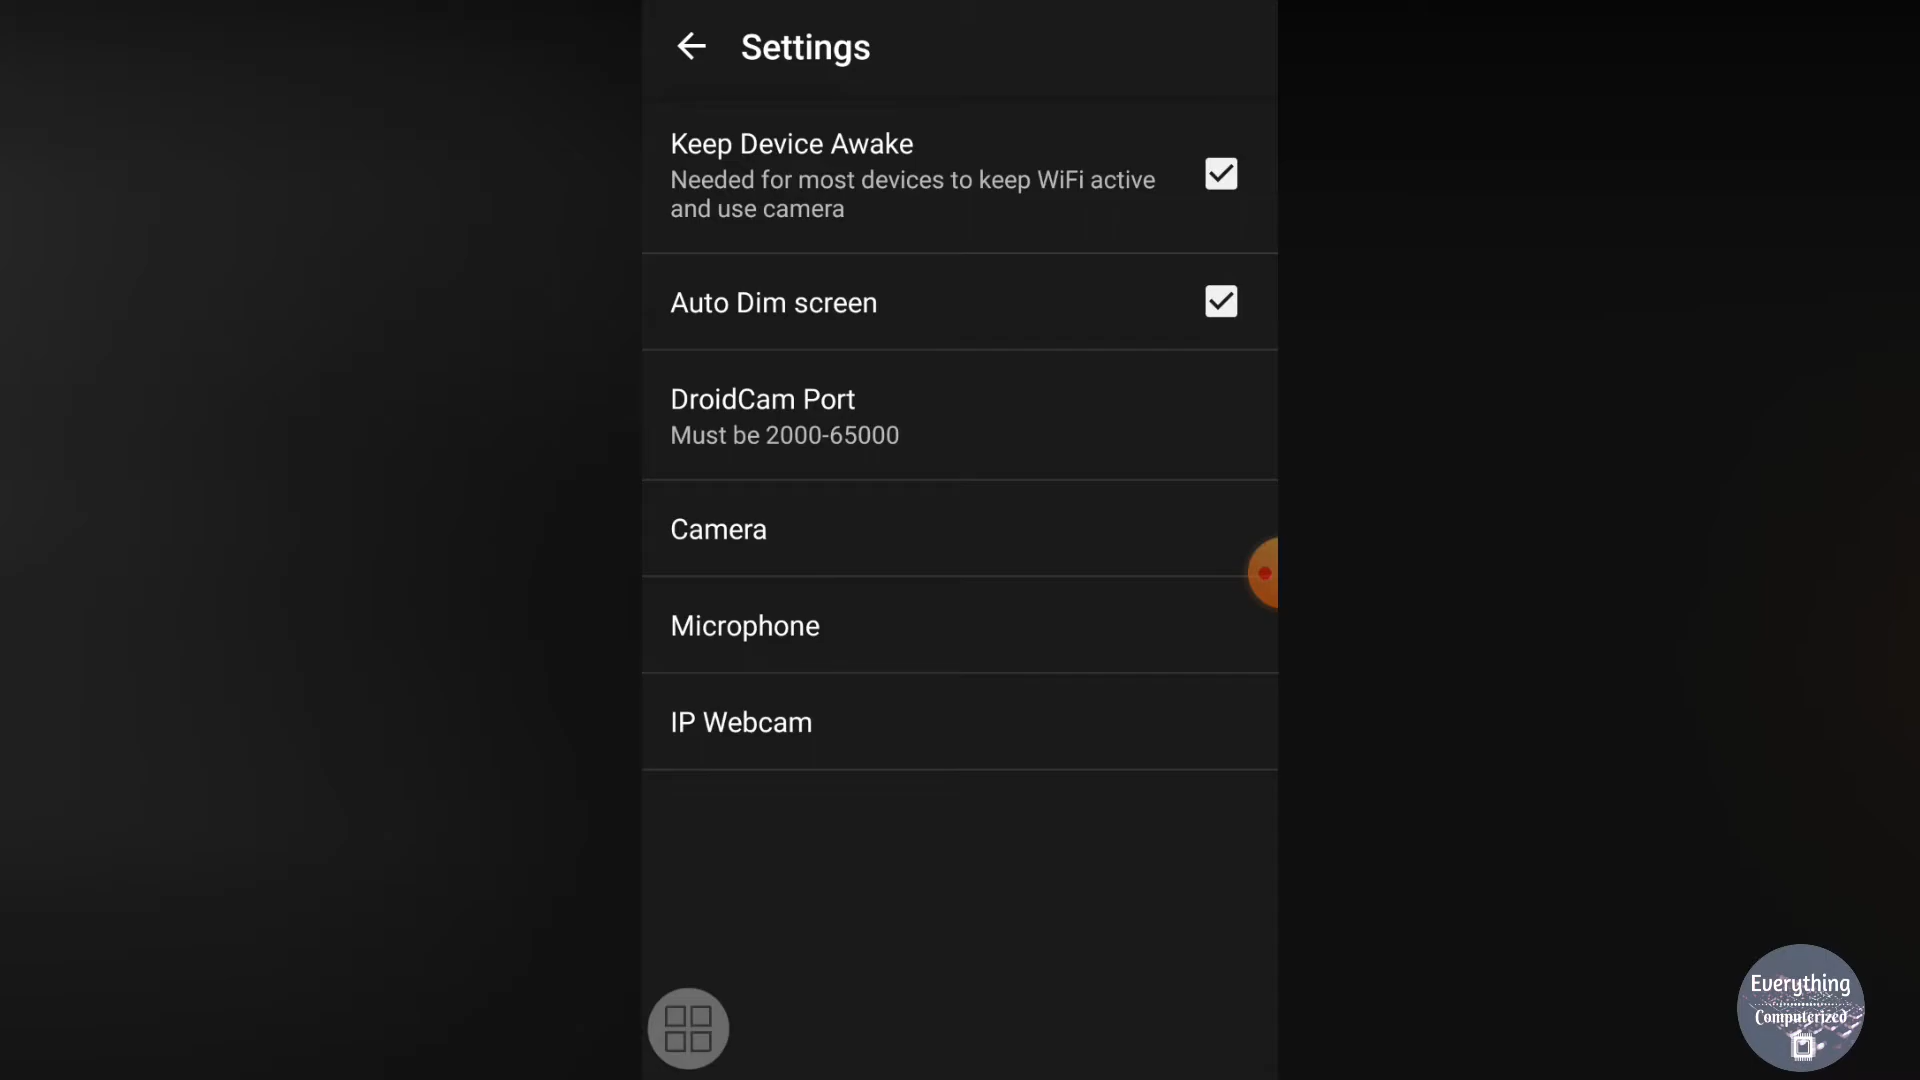 Settings
Keep Device Awake
Needed for most devices to keep WiFi active
and use camera
Auto Dim screen
DroidCam Port
Must be 2000-65000
Camera
Microphone
IP Webcam
Everything
Computerized